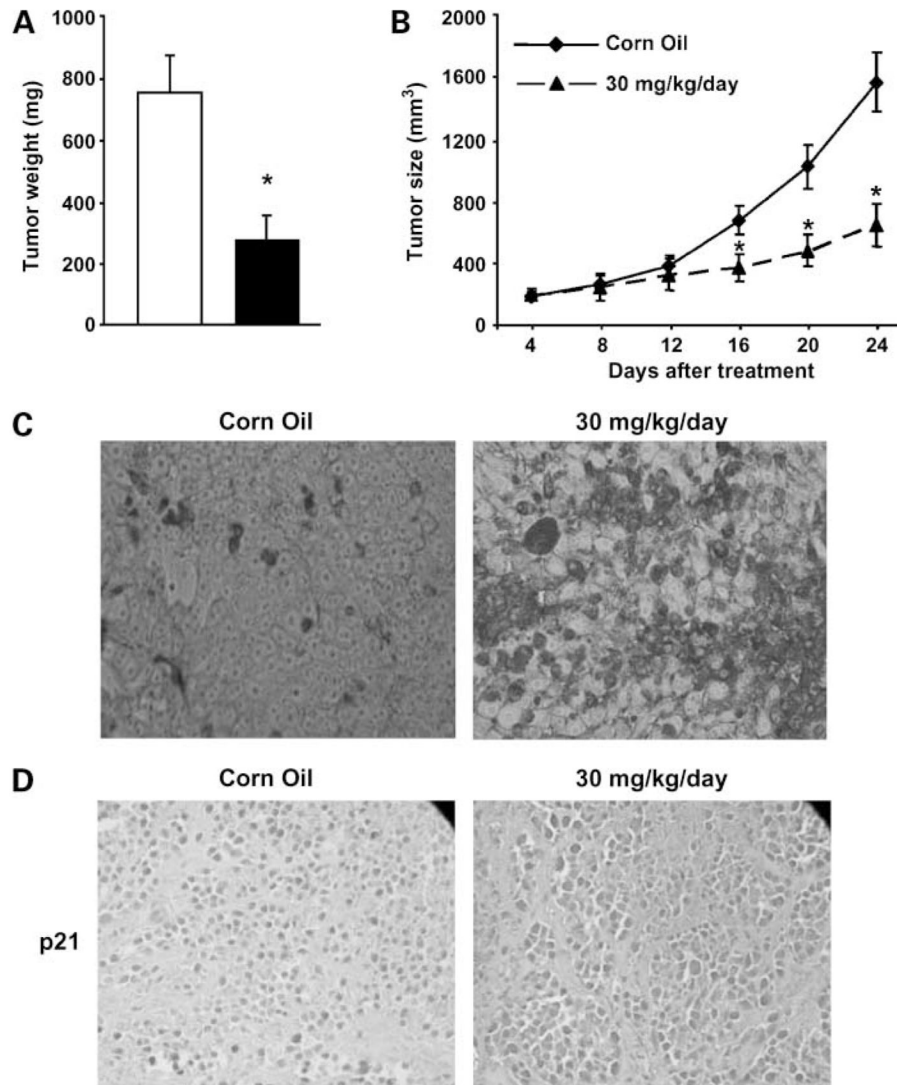 A
Tumor weight (mg)
1000
800
600
400
200
0
*
B
Tumor size (mm³)
2000
1600
1200
800
400
0
Corn Oil
30 mg/kg/day
*
*
*
4 8 12 16 20 24
Days after treatment
C
Corn Oil 30 mg/kg/day
D
Corn Oil 30 mg/kg/day
p21